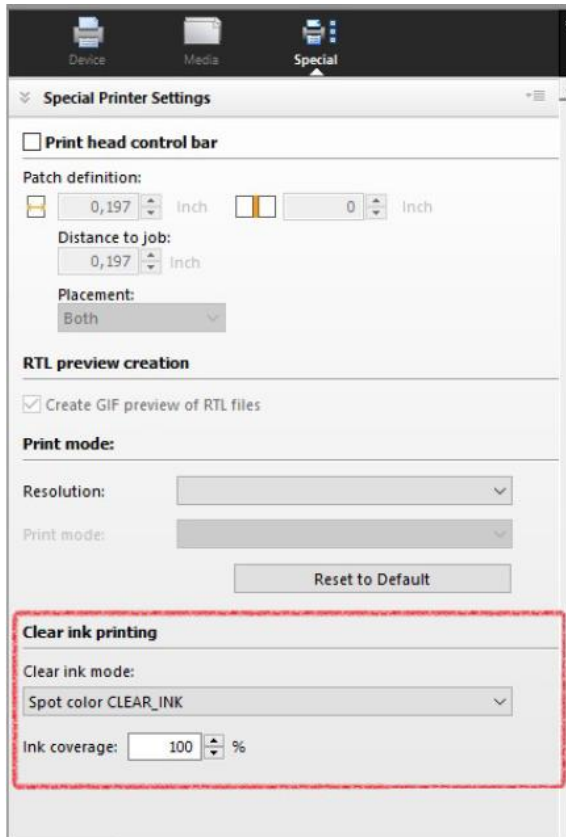 Device Media Special
Special Printer Settings
Print head control bar
Patch definition:
0,197 Inch 0 Inch
Distance to job:
0,197 Inch
Placement:
Both
RTL preview creation
Create GIF preview of RTL files
Print mode:
Resolution:
Print mode:
Reset to Default
Clear ink printing
Clear ink mode:
Spot color CLEAR_INK
Ink coverage: 100 %